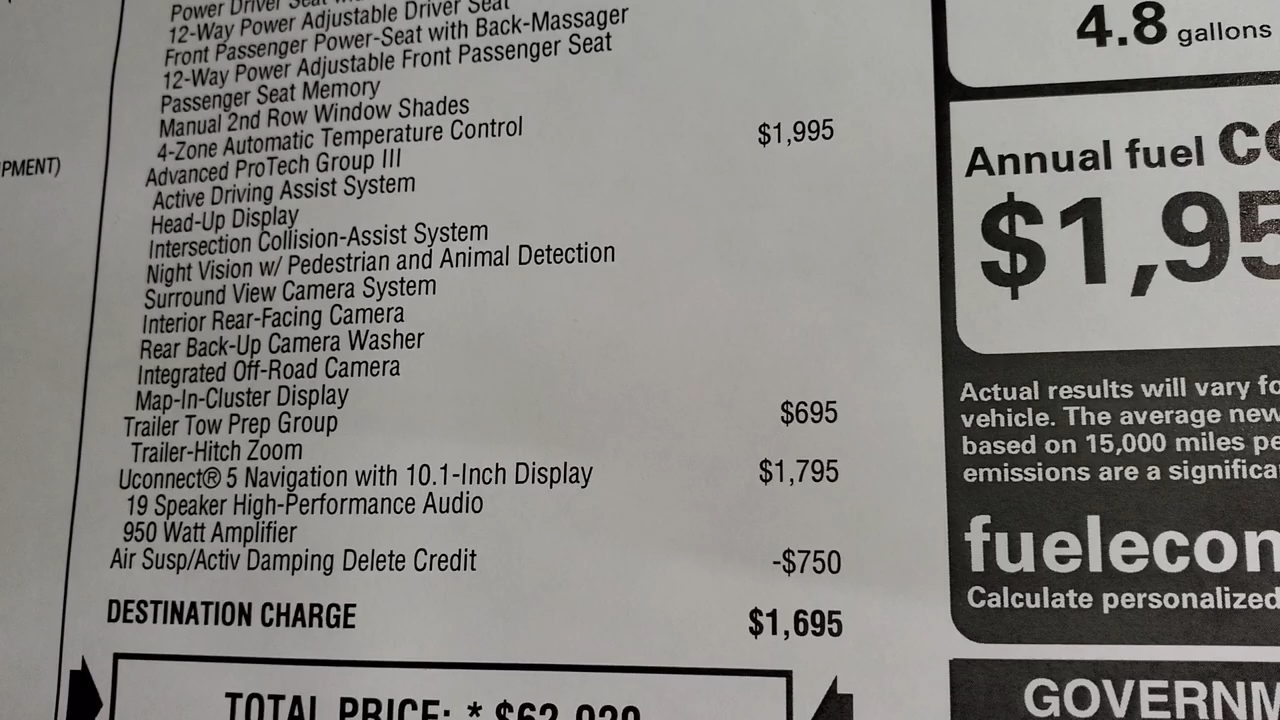 Power Driver Seat
12-Way Power Adjustable Driver Seat
Front Passenger Power-Seat with Back-Massager
12-Way Power Adjustable Front Passenger Seat
Passenger Seat Memory
Manual 2nd Row Window Shades
4-Zone Automatic Temperature Control
Advanced ProTech Group III $1,995
Active Driving Assist System
Head-Up Display
Intersection Collision-Assist System
Night Vision w/ Pedestrian and Animal Detection
Surround View Camera System
Interior Rear-Facing Camera
Rear Back-Up Camera Washer
Integrated Off-Road Camera
Map-In-Cluster Display
Trailer Tow Prep Group $695
Trailer-Hitch Zoom
Uconnect® 5 Navigation with 10.1-Inch Display $1,795
19 Speaker High-Performance Audio
950 Watt Amplifier
Air Susp/Activ Damping Delete Credit -$750
DESTINATION CHARGE $1,695
TOTAL PRICE: *
PMENT)
4.8 gallons
Annual fuel
$1,95
Actual results will vary fo
vehicle. The average new
based on 15,000 miles pe
emissions are a significa
fuelecon
Calculate personalized
GOVERNM